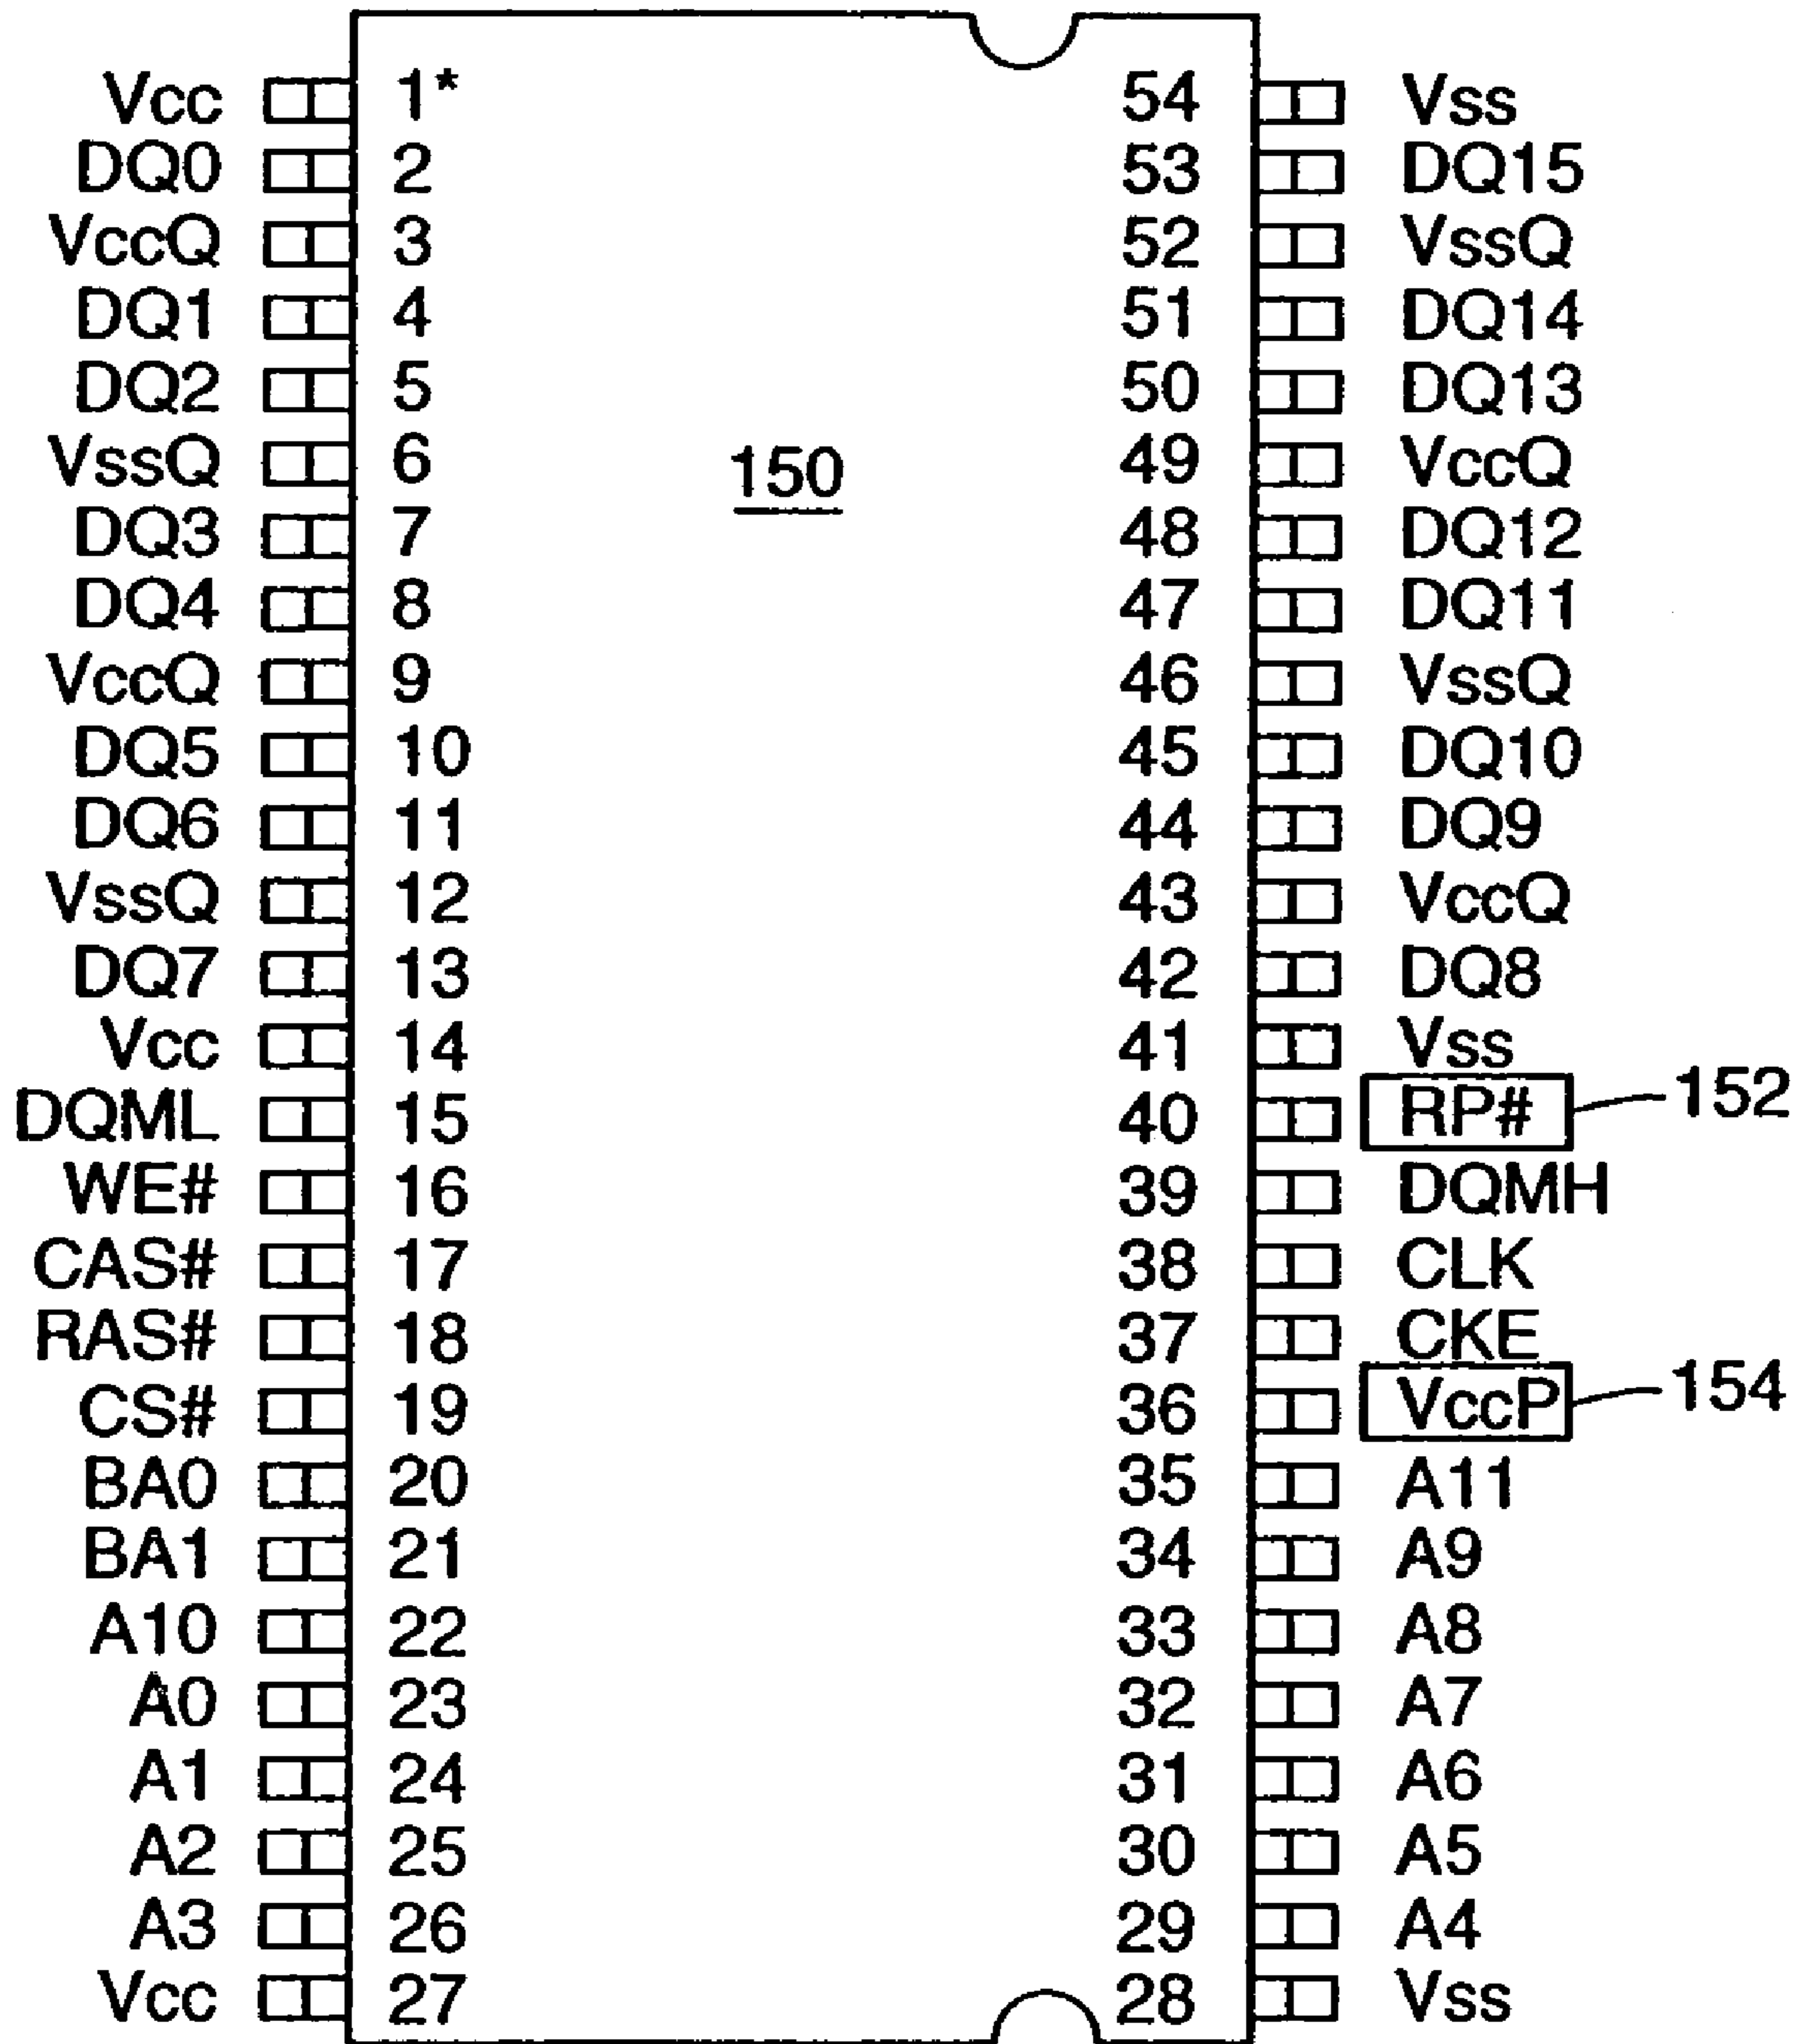 Vcc 1* 54 Vss
DQ0 2 53 DQ15
VccQ 3 52 VssQ
DQ1 4 51 DQ14
DQ2 5 50 DQ13
VssQ 6 150 49 VccQ
DQ3 7 48 DQ12
DQ4 8 47 DQ11
VccQ 9 46 VssQ
DQ5 10 45 DQ10
DQ6 11 44 DQ9
VssQ 12 43 VccQ
DQ7 13 42 DQ8
Vcc 14 41 Vss
DQML 15 40 RP# 152
WE# 16 39 DQMH
CAS# 17 38 CLK
RAS# 18 37 CKE
CS# 19 36 VccP 154
BA0 20 35 A11
BA1 21 34 A9
A10 22 33 A8
A0 23 32 A7
A1 24 31 A6
A2 25 30 A5
A3 26 29 A4
Vcc 27 28 Vss